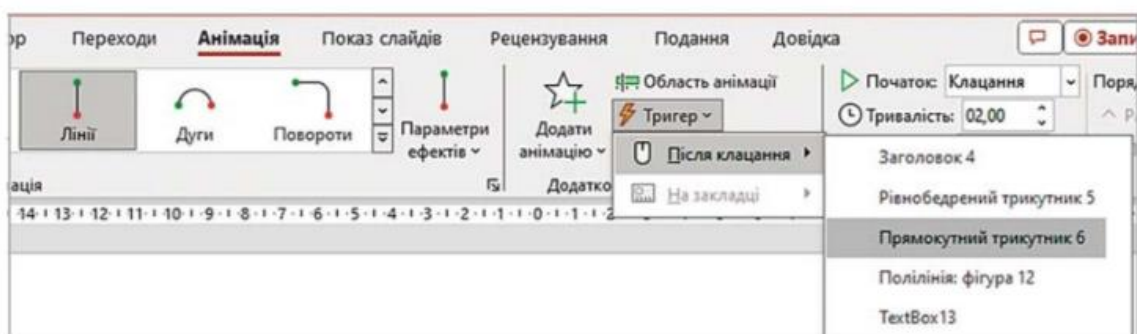 ор Переходи Анімація Показ слайдів Рецензування Подання Довідка Запи
Область анімації Початок: Клацання Поря
Тригер Тривалість: 02,00
Лінії Дуги Повороти Параметри ефектів Додати анімацію
Після клацання Заголовок 4
ація Додатко На закладці Рівнобедрений трикутник 5
14 13 12 11 10 9 8 7 6 5 4 3 2 1 0 1 2
Прямокутний трикутник 6
Полілінія: фігура 12
TextBox13